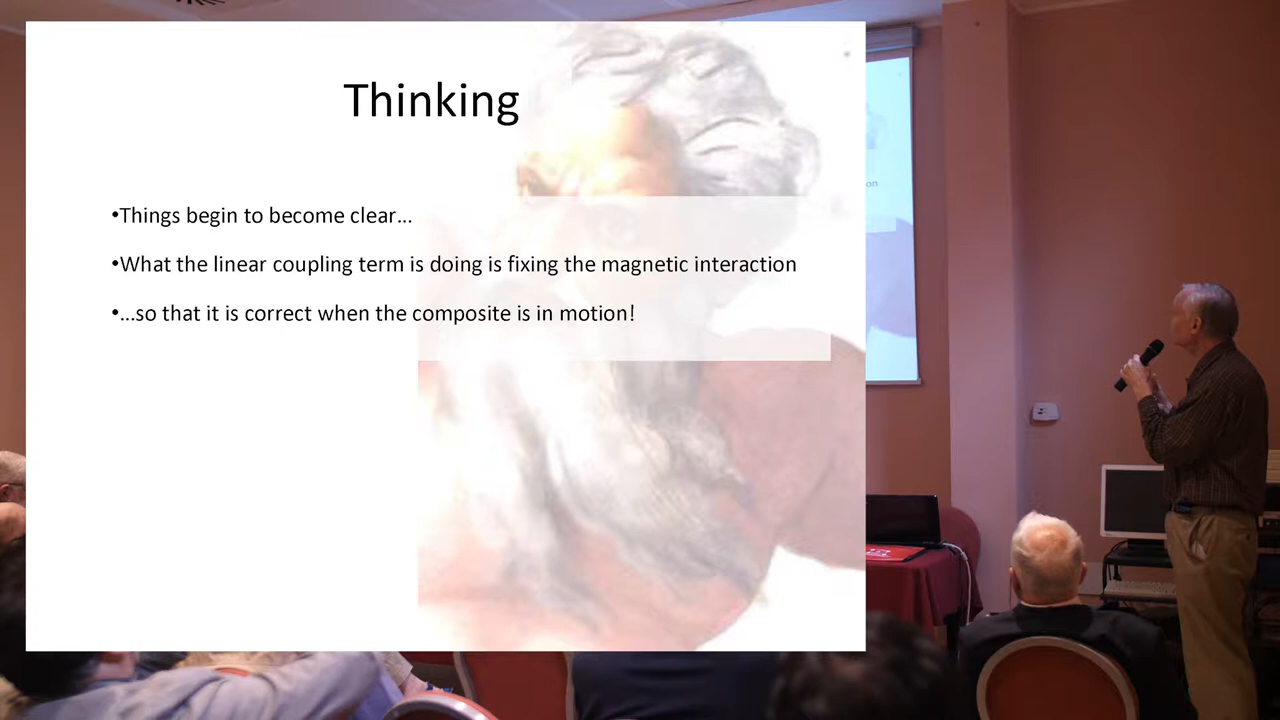 Thinking
•Things begin to become clear...
•What the linear coupling term is doing is fixing the magnetic interaction
•...so that it is correct when the composite is in motion!
on